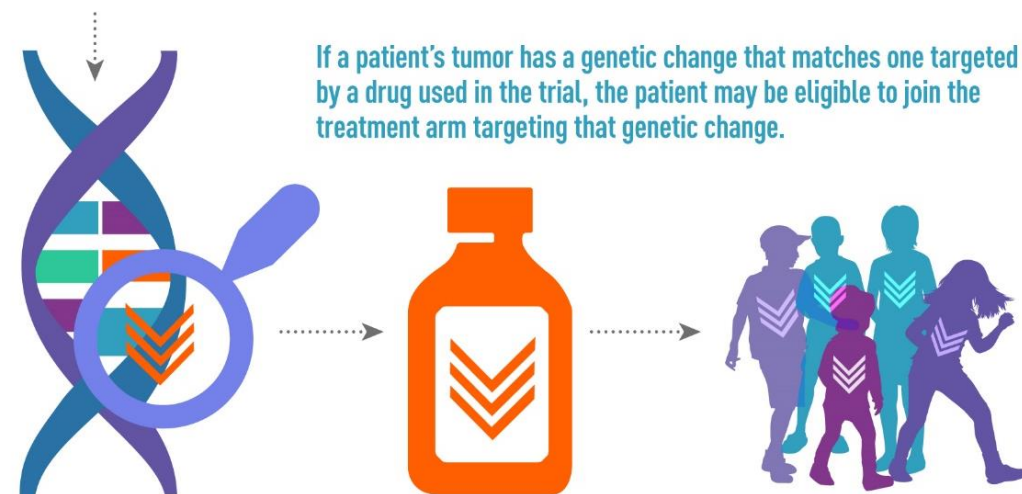 If a patient’s tumor has a genetic change that matches one targeted
by a drug used in the trial, the patient may be eligible to join the
treatment arm targeting that genetic change.